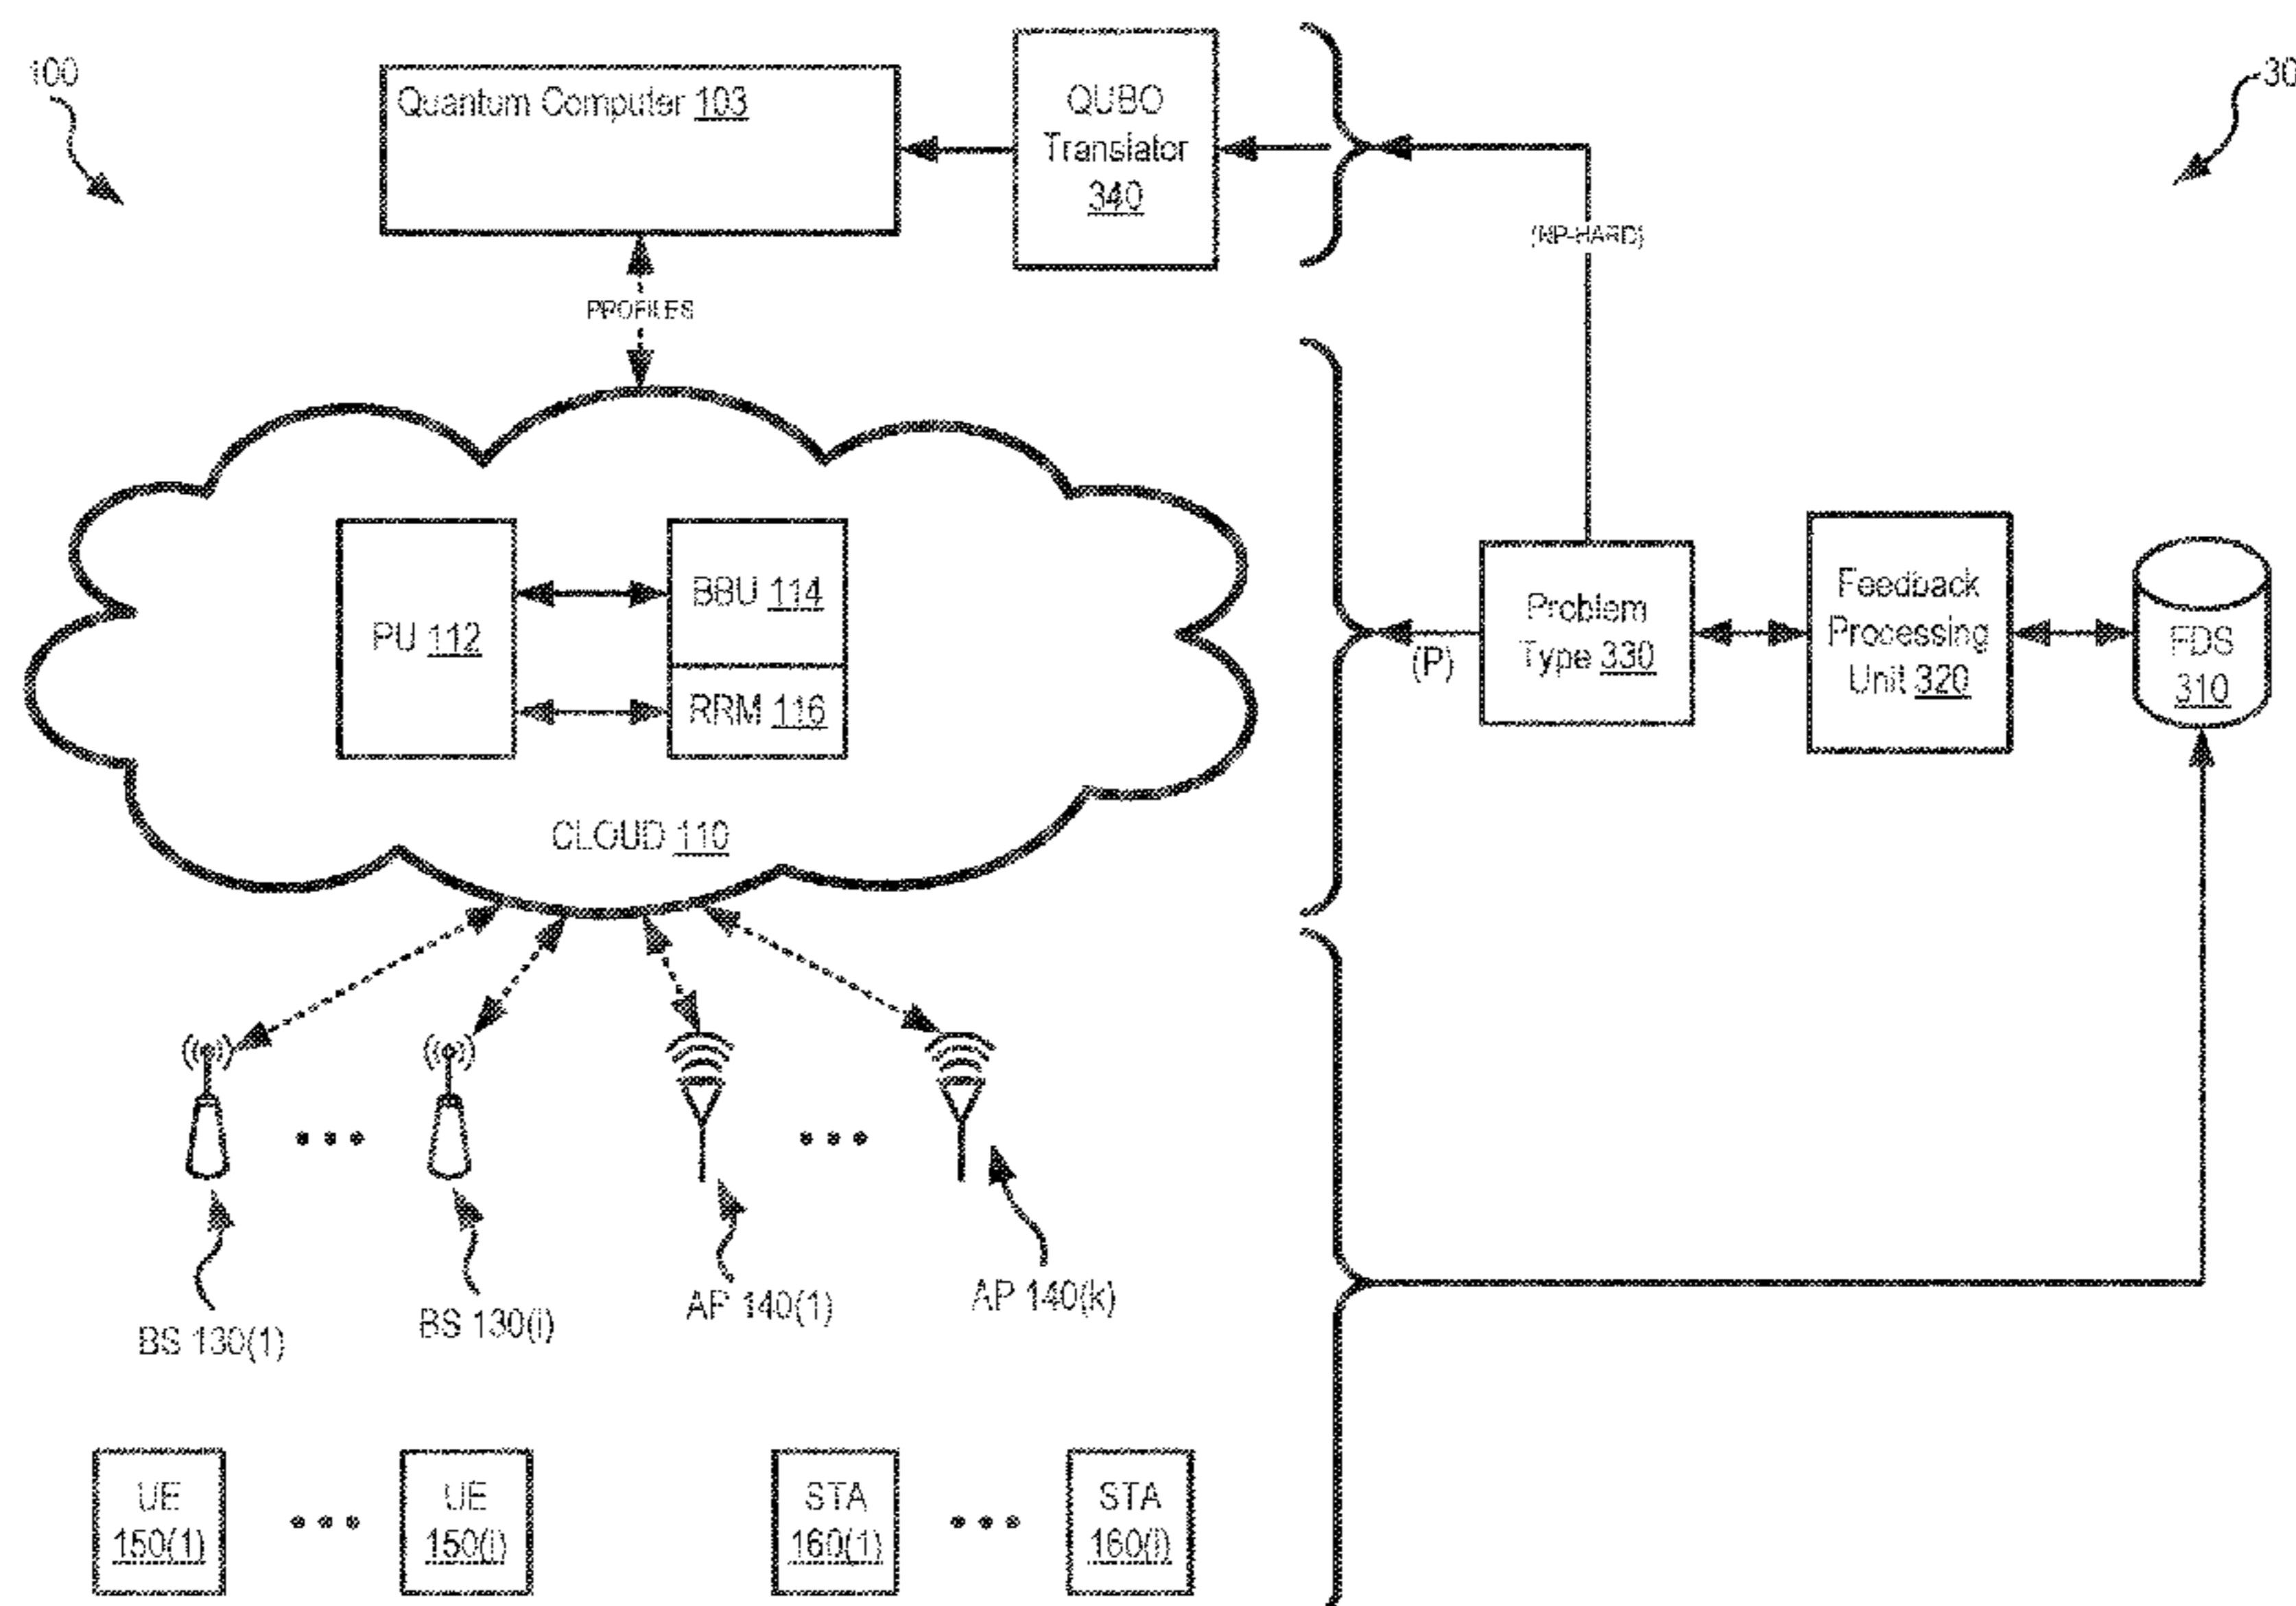 100
30
Quantum Computer 103
QUBO
Translator
340
(NP-HARD)
PROFILES
PU 112
BBU 114
RRM 116
CLOUD 110
(P)
Problem
Type 330
Feedback
Processing
Unit 320
FDS
310
BS 130(1)
BS 130(i)
AP 140(1)
AP 140(k)
UE
150(1)
UE
150(j)
STA
160(1)
STA
160(l)